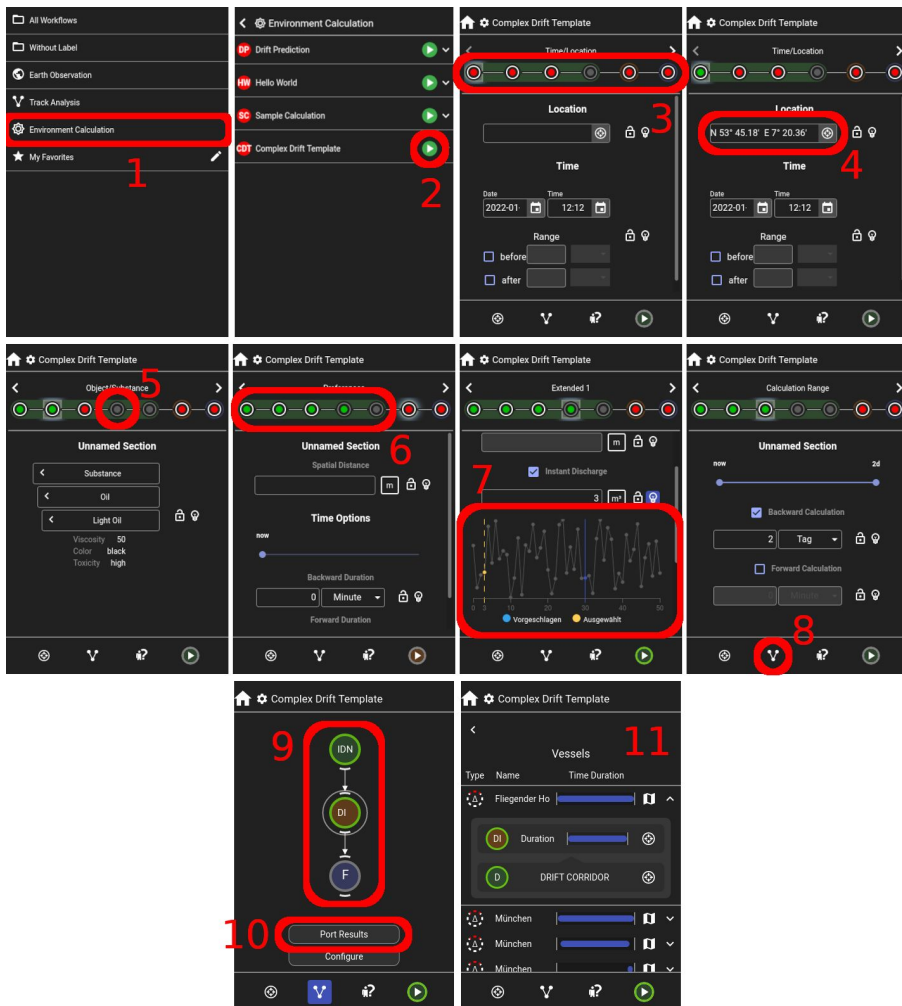 All Workflows
Without Label
Earth Observation
Track Analysis
Environment Calculation
My Favorites
1
Environment Calculation
DP Drift Prediction
HW Hello World
SC Sample Calculation
CDT Complex Drift Template
2
Complex Drift Template
Time/Location
3
Location
Time
Date Time
2022-01- 12:12
Range
before
after
?
Complex Drift Template
Time/Location
Location
N 53° 45.18' E 7° 20.36'
4
Time
Date Time
2022-01- 12:12
Range
before
after
?
Complex Drift Template
Object/Substance
5
Unnamed Section
Substance
Oil
Light Oil
Viscosity 50
Color black
Toxicity high
?
Complex Drift Template
Preferences
6
Unnamed Section
Spatial Distance
m
Time Options
now
Backward Duration
0 Minute
Forward Duration
?
Complex Drift Template
Extended 1
m
7
Instant Discharge
3 m³
0 3 10 20 30 40 50
Vorgeschlagen Ausgewählt
?
Complex Drift Template
Calculation Range
Unnamed Section
now 2d
Backward Calculation
2 Tag
Forward Calculation
0 Minute
8
?
Complex Drift Template
9
IDN
DI
F
10
Port Results
Configure
?
Complex Drift Template
11
Vessels
Type Name Time Duration
Fliegender Ho
DI Duration
D DRIFT CORRIDOR
München
München
München
?